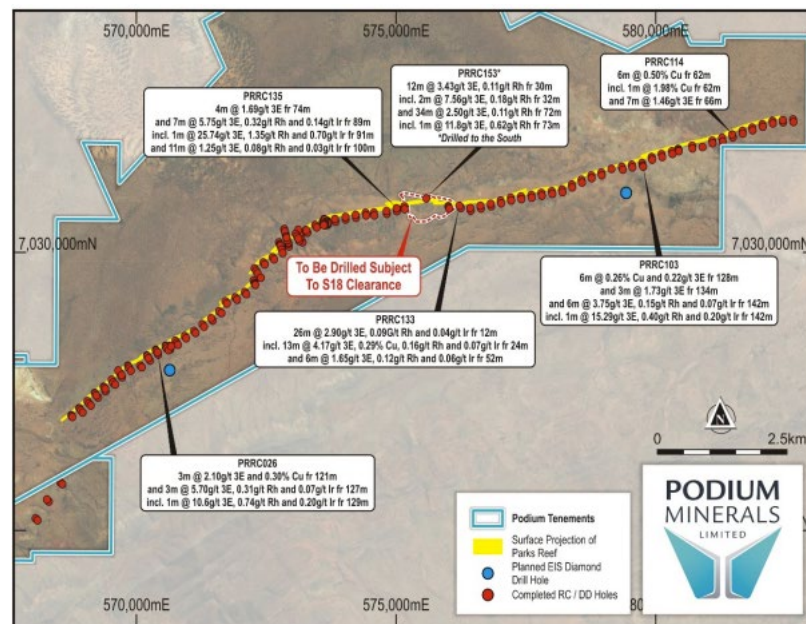 570,000mE
575,000mE
580,000mE
PRRC135
4m @ 1.69g/t 3E fr 74m
and 7m @ 5.75g/t 3E, 0.32g/t Rh and 0.14g/t Ir fr 89m
incl. 1m @ 25.74g/t 3E, 1.35g/t Rh and 0.70g/t Ir fr 91m
and 11m @ 1.25g/t 3E, 0.08g/t Rh and 0.03g/t Ir fr 100m
PRRC153*
12m @ 3.43g/t 3E, 0.11g/t Rh fr 30m
incl. 2m @ 7.56g/t 3E, 0.18g/t Rh fr 32m
and 34m @ 2.50g/t 3E, 0.11g/t Rh fr 72m
incl. 1m @ 11.8g/t 3E, 0.62g/t Rh fr 73m
*Drilled to the South
PRRC114
6m @ 0.50% Cu fr 62m
incl. 1m @ 1.98% Cu fr 62m
and 7m @ 1.46g/t 3E fr 66m
7,030,000mN
7,030,000mN
To Be Drilled Subject
To S18 Clearance
PRRC103
6m @ 0.26% Cu and 0.22g/t 3E fr 128m
and 3m @ 1.73g/t 3E fr 134m
and 6m @ 3.75g/t 3E, 0.15g/t Rh and 0.07g/t Ir fr 142m
incl. 1m @ 15.29g/t 3E, 0.40g/t Rh and 0.20g/t Ir fr 142m
PRRC133
26m @ 2.90g/t 3E, 0.09G/t Rh and 0.04g/t Ir fr 12m
incl. 13m @ 4.17g/t 3E, 0.29% Cu, 0.16g/t Rh and 0.07g/t Ir fr 24m
and 6m @ 1.65g/t 3E, 0.12g/t Rh and 0.06g/t Ir fr 52m
PRRC026
3m @ 2.10g/t 3E and 0.30% Cu fr 121m
and 3m @ 5.70g/t 3E, 0.31g/t Rh and 0.07g/t Ir fr 127m
incl. 1m @ 10.6g/t 3E, 0.74g/t Rh and 0.20g/t Ir fr 129m
N
0 2.5km
Podium Tenements
Surface Projection of
Parks Reef
Planned EIS Diamond
Drill Hole
Completed RC / DD Holes
PODIUM
MINERALS
LIMITED
570,000mE
575,000mE